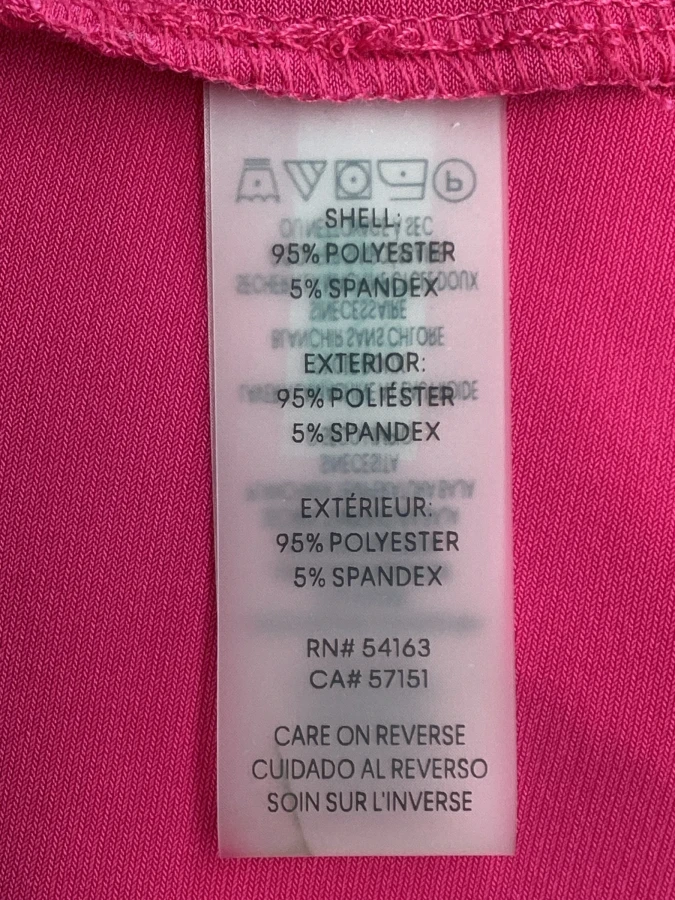 SHELL:
95% POLYESTER
5% SPANDEX
EXTERIOR:
95% POLIÉSTER
5% SPANDEX
EXTÉRIEUR:
95% POLYESTER
5% SPANDEX
RN# 54163
CA# 57151
CARE ON REVERSE
CUIDADO AL REVERSO
SOIN SUR L'INVERSE